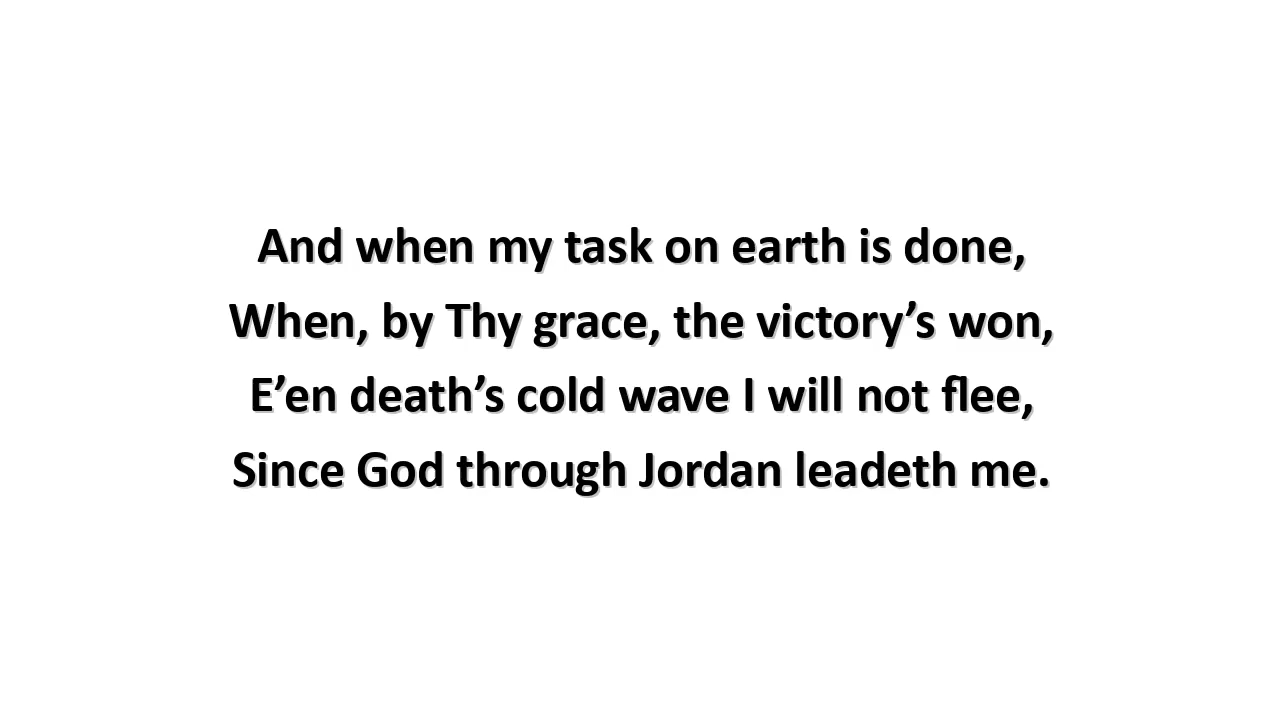 And when my task on earth is done,
When, by Thy grace, the victory’s won,
E’en death’s cold wave I will not flee,
Since God through Jordan leadeth me.